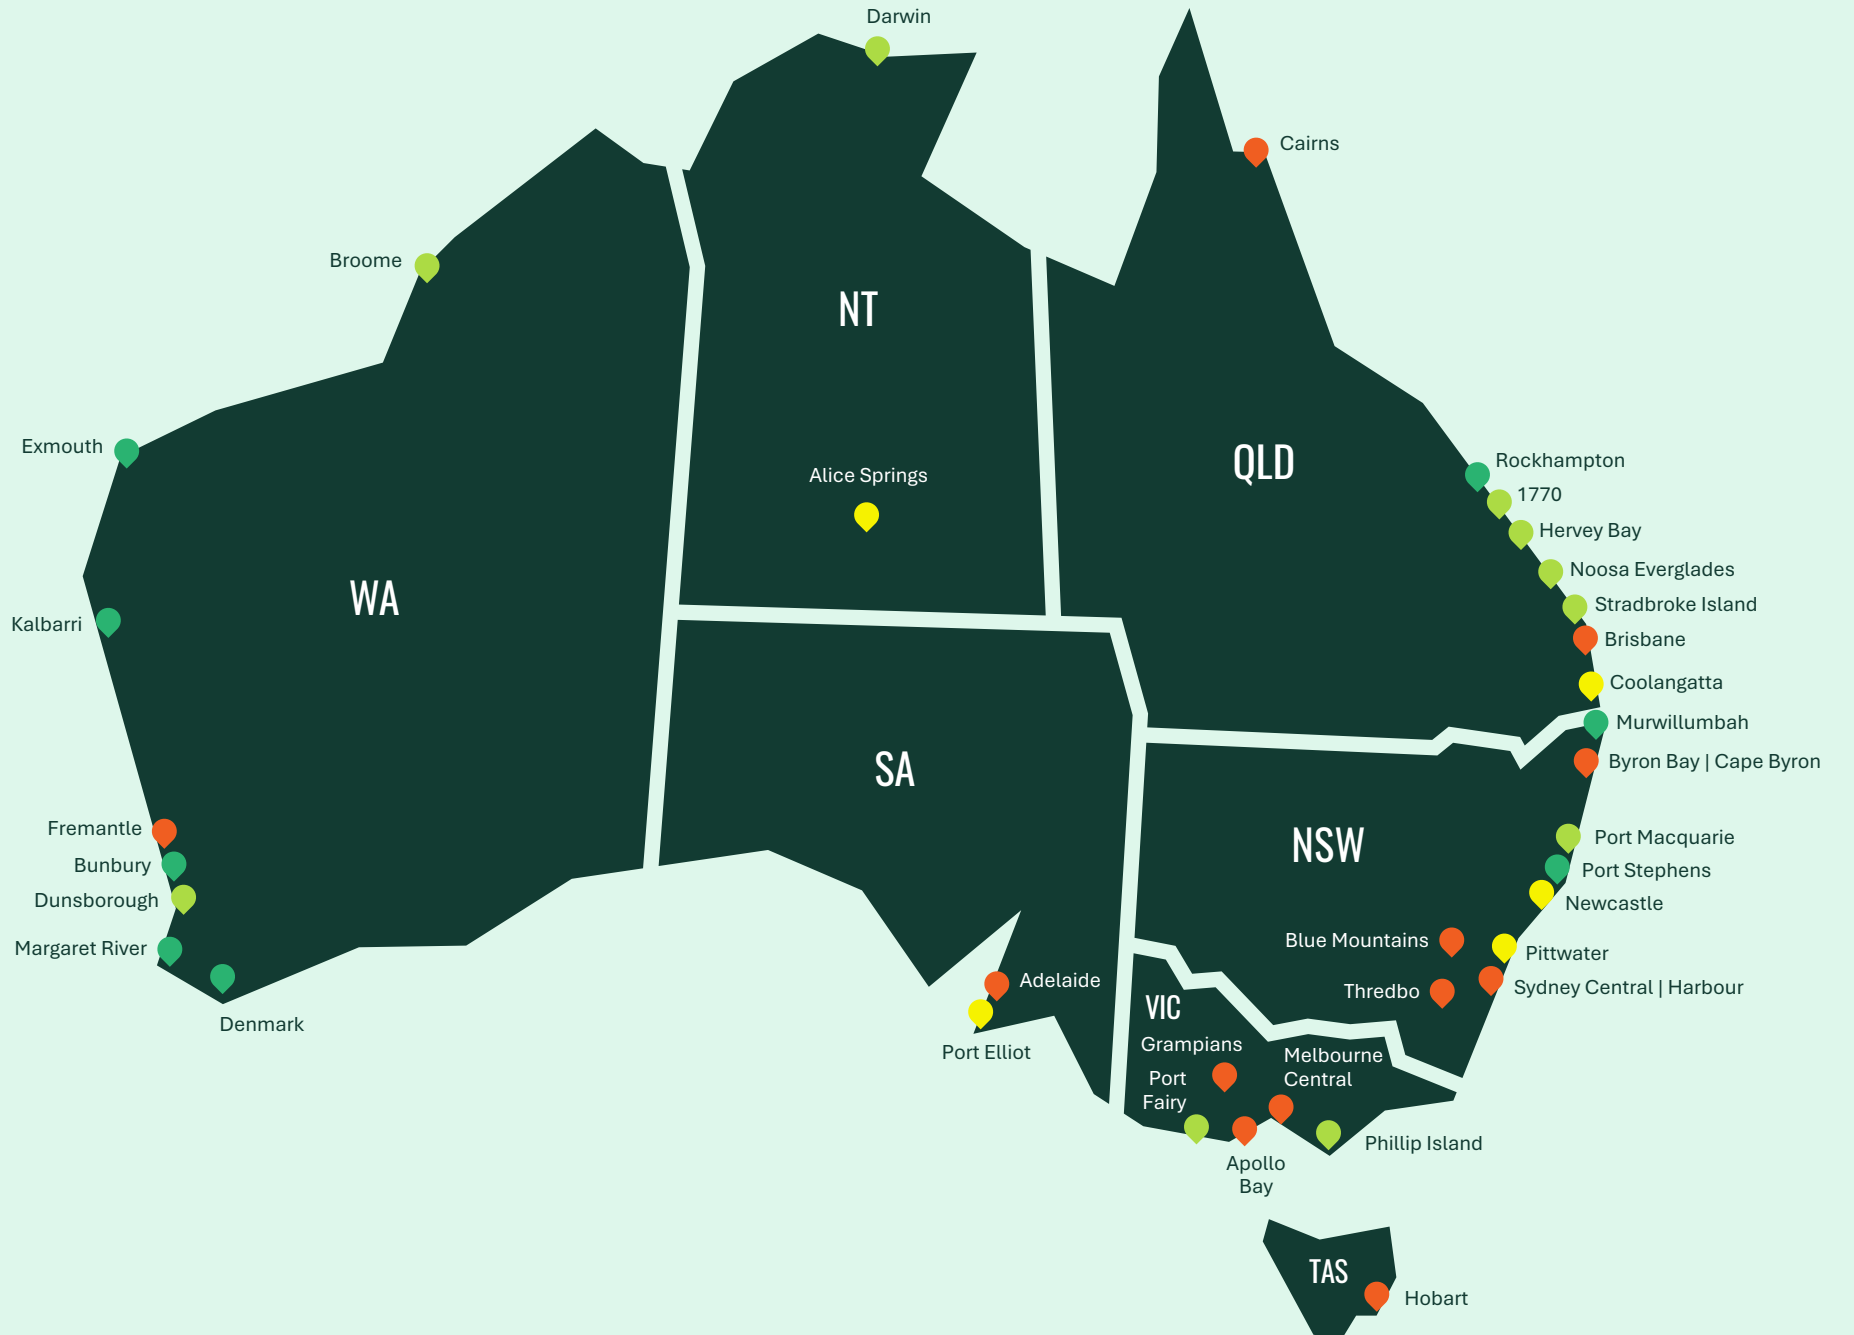 Darwin
Cairns
Broome
NT
Exmouth
QLD
Rockhampton
Alice Springs
1770
Hervey Bay
Noosa Everglades
WA
Stradbroke Island
Kalbarri
Brisbane
Coolangatta
Murwillumbah
SA
Byron Bay | Cape Byron
Fremantle
NSW
Port Macquarie
Bunbury
Port Stephens
Dunsborough
Newcastle
Margaret River
Blue Mountains
Pittwater
Adelaide
Thredbo
Sydney Central | Harbour
VIC
Denmark
Port Elliot
Grampians
Melbourne
Central
Port
Fairy
Phillip Island
Apollo
Bay
TAS
Hobart